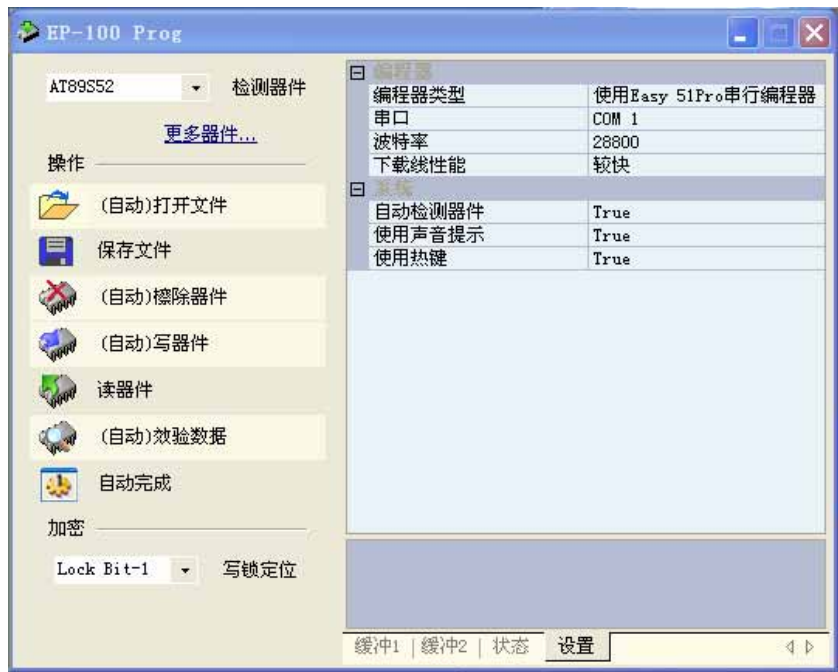 EP-100 Prog
AT89S52 检测器件
更多器件...
操作
(自动)打开文件
保存文件
(自动)擦除器件
(自动)写器件
读器件
(自动)效验数据
自动完成
加密
Lock Bit-1 写锁定位
编程器
编程器类型 使用Easy 51Pro串行编程器
串口 COM 1
波特率 28800
下载线性能 较快
系统
自动检测器件 True
使用声音提示 True
使用热键 True
缓冲1 | 缓冲2 | 状态 设置